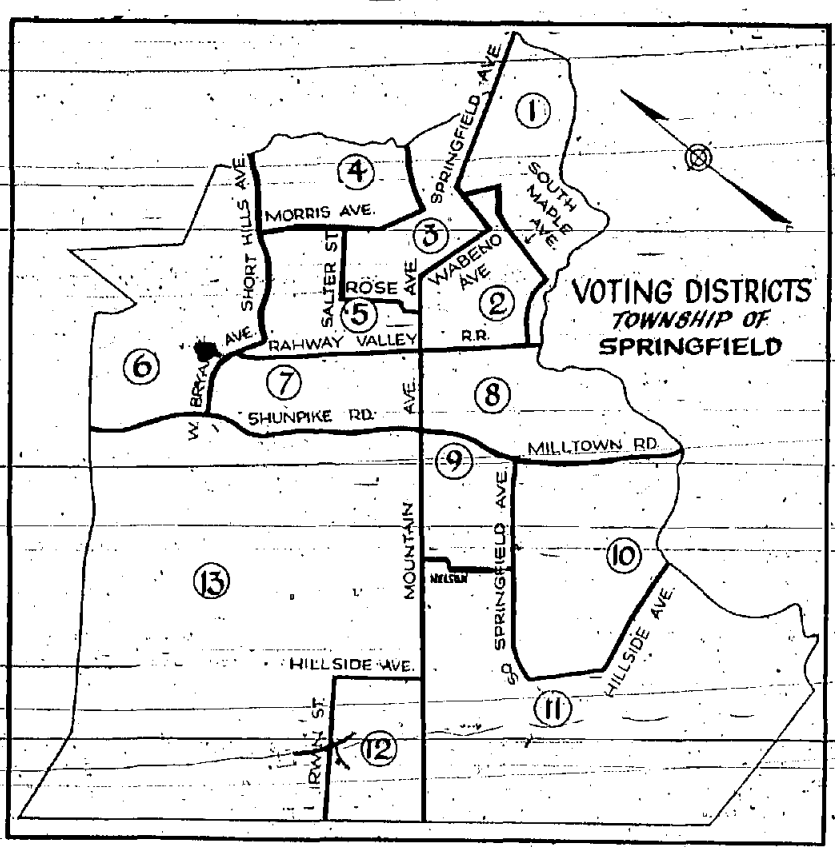 VOTING DISTRICTS
TOWNSHIP OF
SPRINGFIELD
1
SPRINGFIELD AVE.
SOUTH
MAPLE
AVE.
4
SHORT HILLS AVE.
MORRIS AVE.
3
SALTER ST.
WABENO
AVE
ROSE AVE
2
5
RAHWAY VALLEY R.R.
6
W. BRYAN AVE.
7
8
SHUNPIKE RD.
MOUNTAIN AVE.
MILLTOWN RD.
9
SO. SPRINGFIELD AVE.
10
NELSON
13
HILLSIDE AVE.
HILLSIDE AVE.
11
IRWIN ST.
12